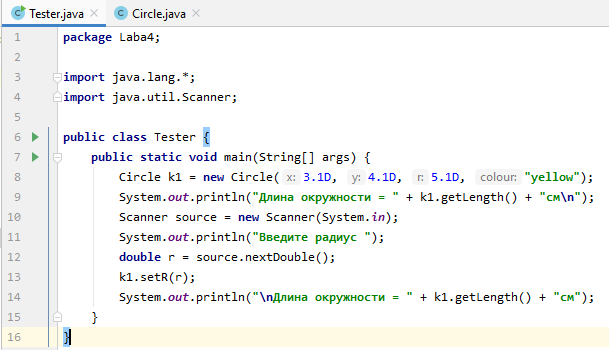 Tester.java × Circle.java ×
1 package Laba4;
2
3 import java.lang.*;
4 import java.util.Scanner;
5
6 public class Tester {
7 public static void main(String[] args) {
8 Circle k1 = new Circle( x: 3.1D, y: 4.1D, r: 5.1D, colour: "yellow");
9 System.out.println("Длина окружности = " + k1.getLength() + "см\n");
10 Scanner source = new Scanner(System.in);
11 System.out.println("Введите радиус ");
12 double r = source.nextDouble();
13 k1.setR(r);
14 System.out.println("\nДлина окружности = " + k1.getLength() + "см");
15 }
16 }